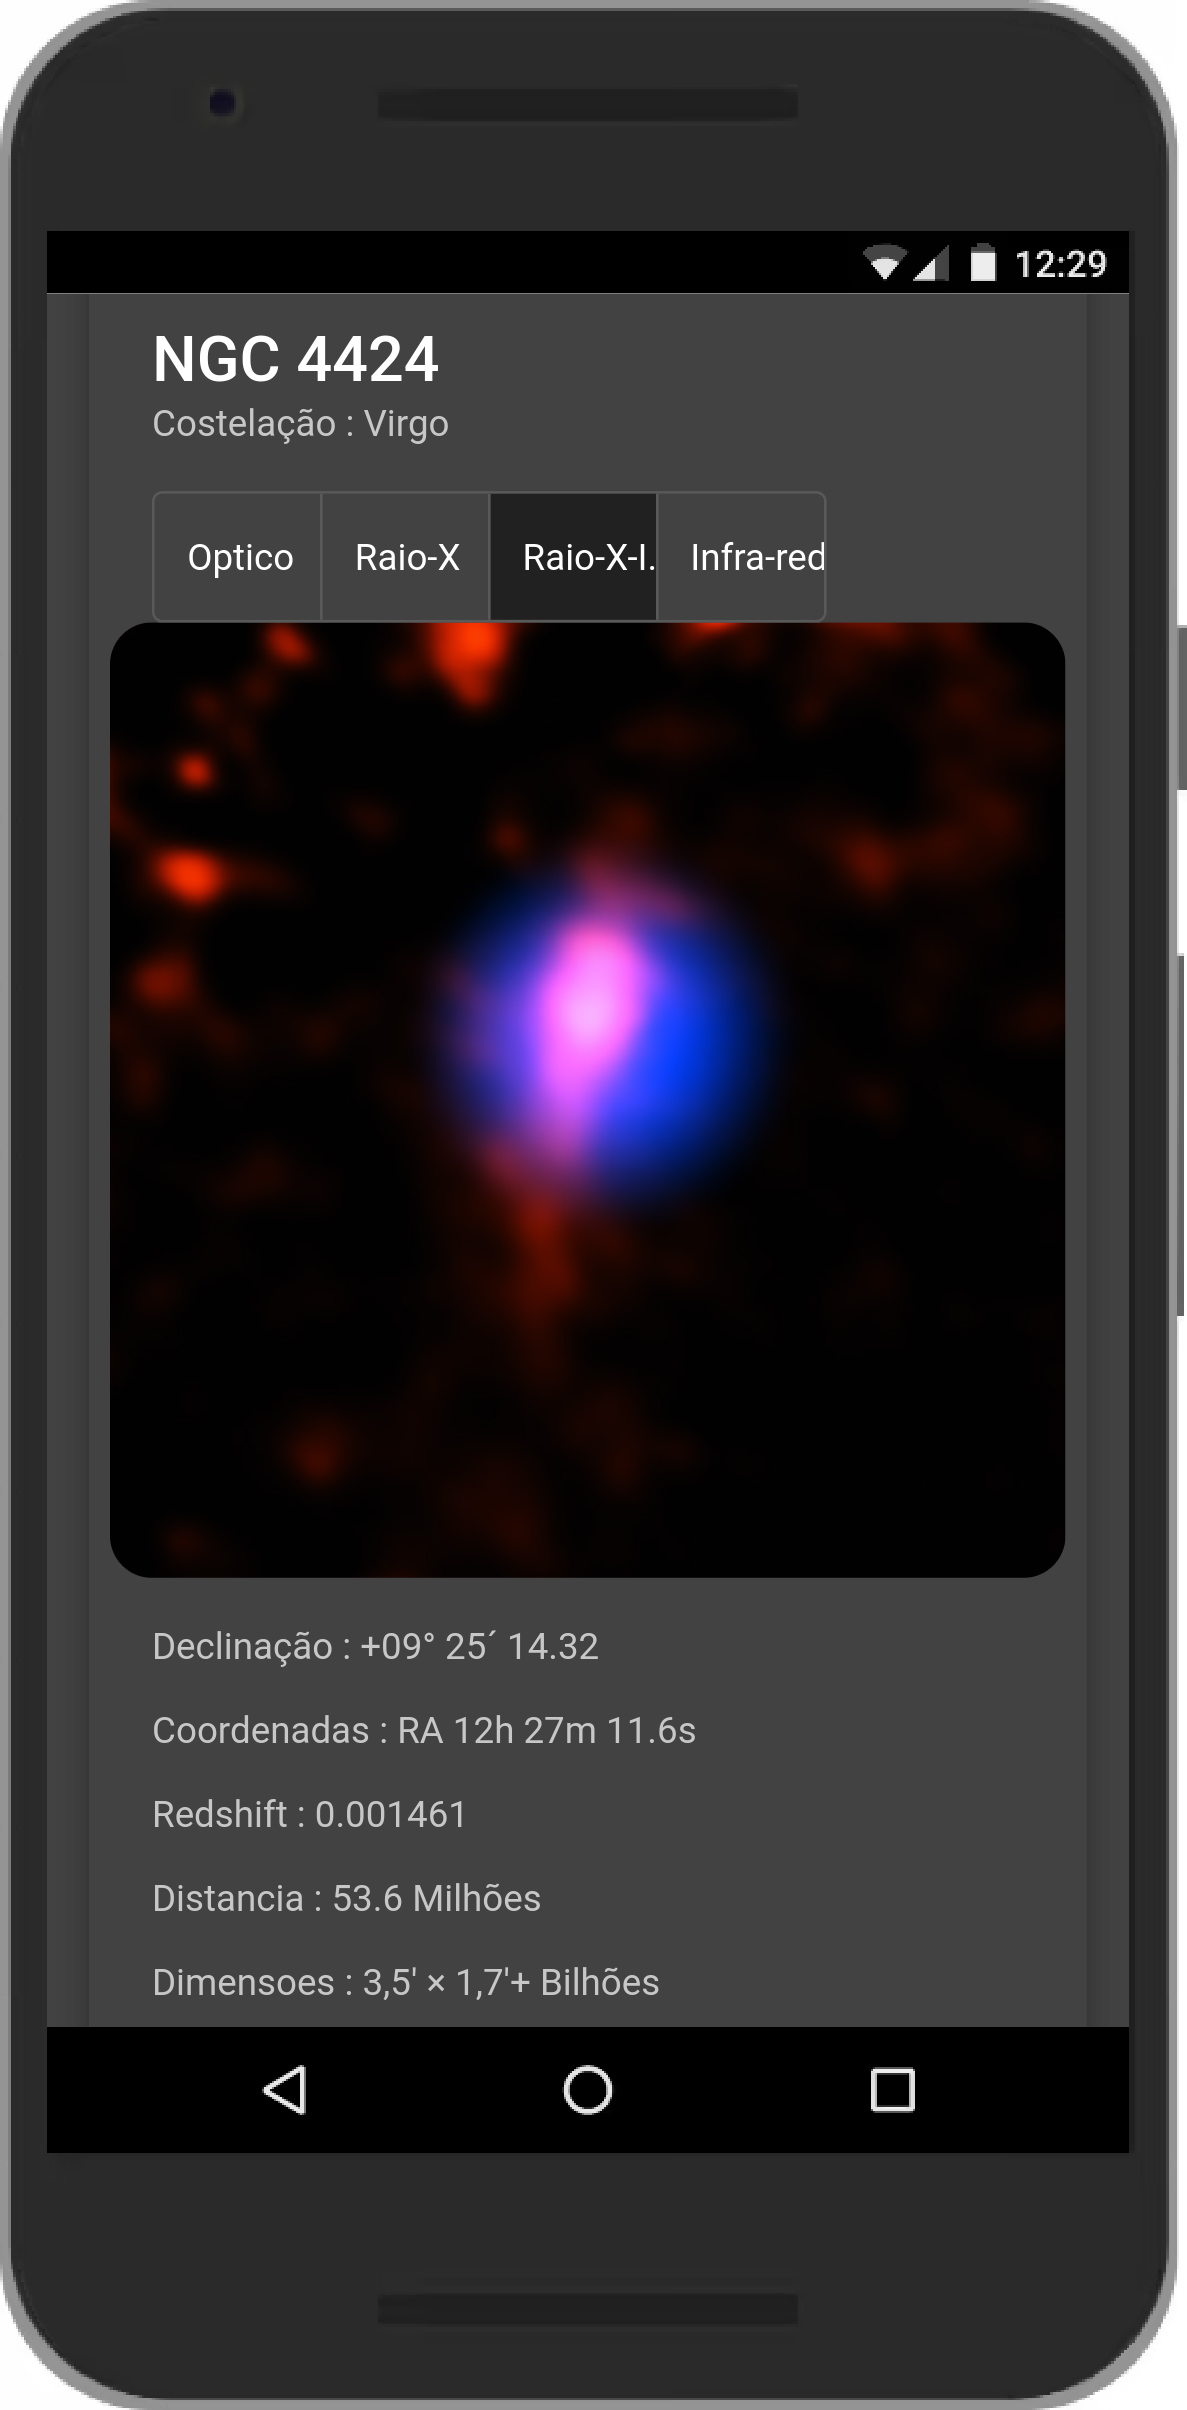 12:29
NGC 4424
Costelação : Virgo
Optico Raio-X Raio-X-I. Infra-red
Declinação : +09° 25´ 14.32
Coordenadas : RA 12h 27m 11.6s
Redshift : 0.001461
Distancia : 53.6 Milhões
Dimensoes : 3,5' × 1,7'+ Bilhões